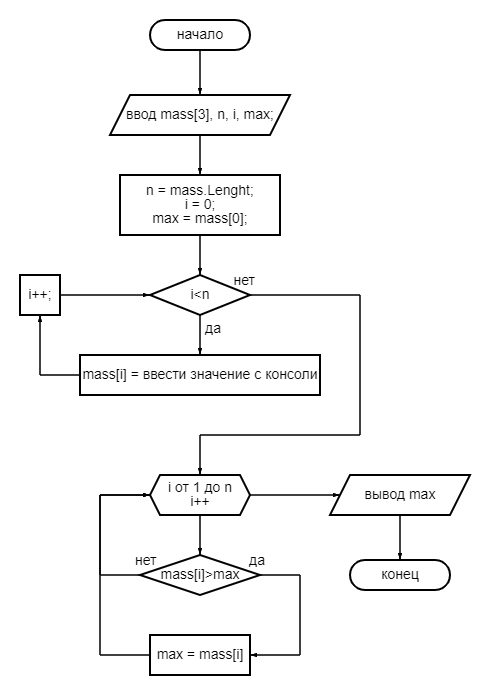 начало
ввод mass[3], n, i, max;
n = mass.Lenght;
i = 0;
max = mass[0];
нет
i++;
i<n
да
mass[i] = ввести значение с консоли
i от 1 до n
i++
вывод max
нет
да
mass[i]>max
конец
max = mass[i]